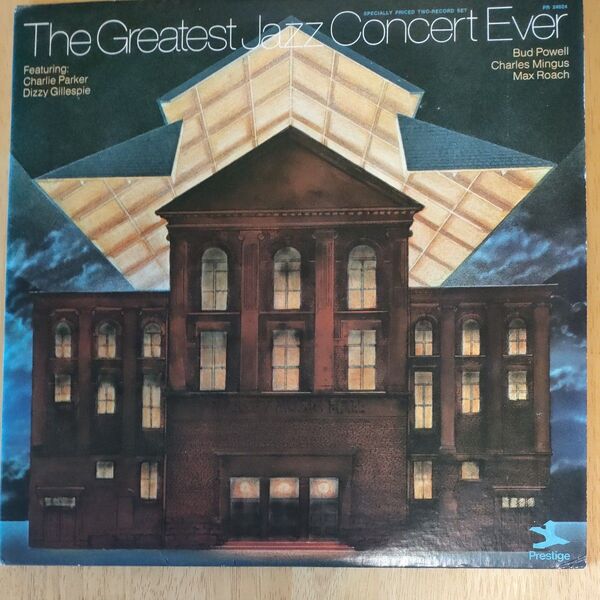 SPECIALLY PRICED TWO-RECORD SET
PR 24024
The Greatest Jazz Concert Ever
Featuring:
Charlie Parker
Dizzy Gillespie
Bud Powell
Charles Mingus
Max Roach
HALL
Prestige